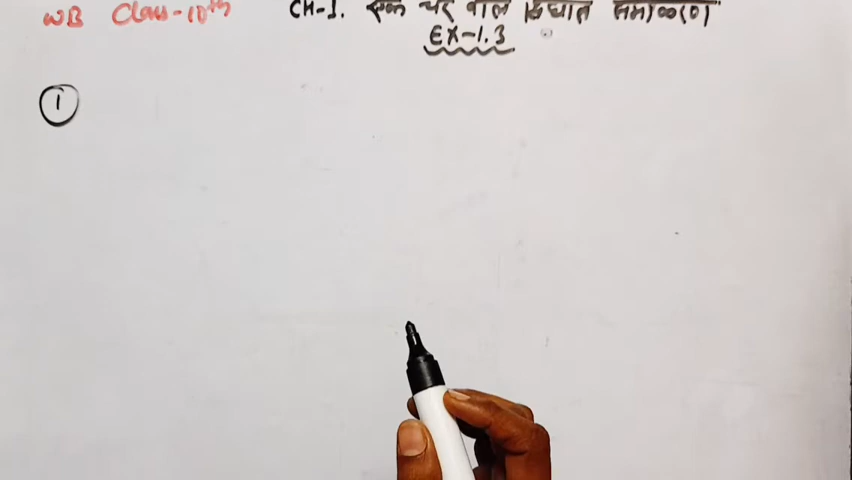 WB Class-10th CH-1. एक चर वाले द्विघात समीकरण
EX-1.3
1